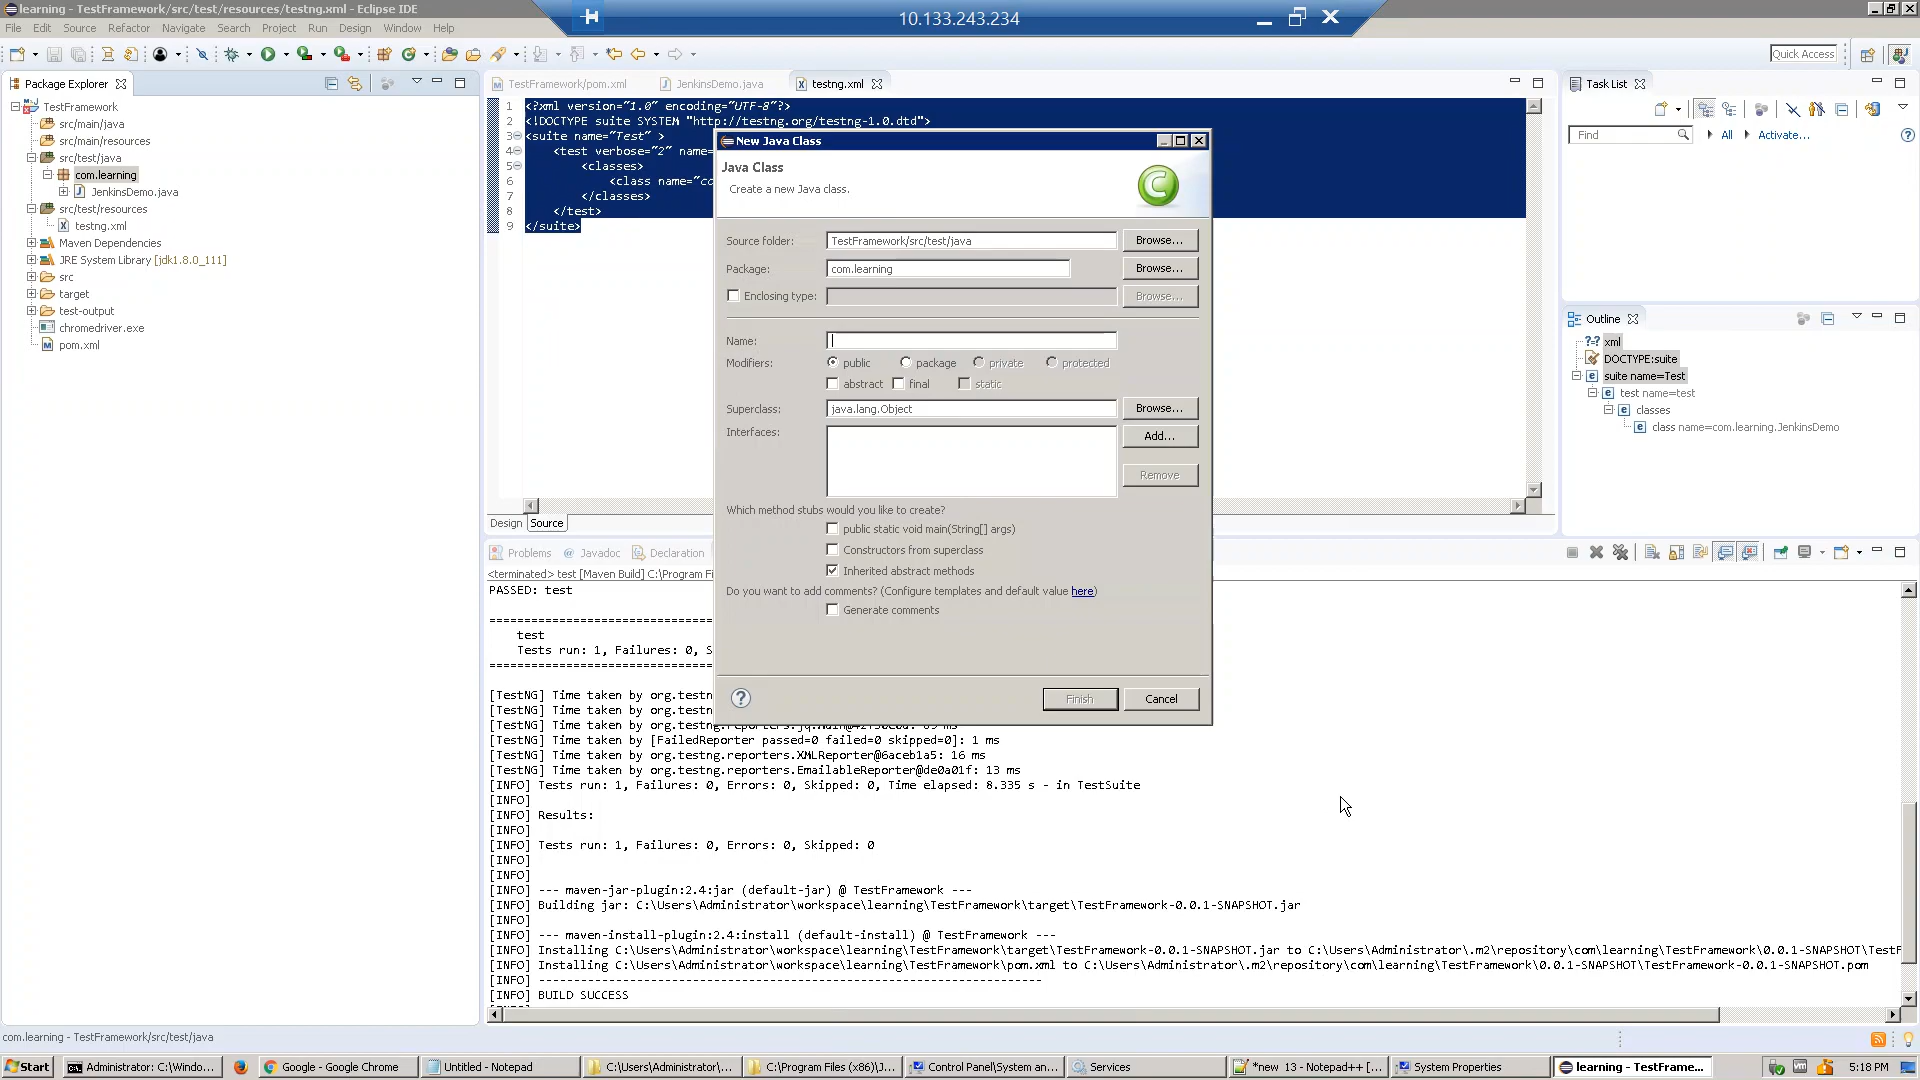 learning - TestFramework/src/test/resources/testng.xml - Eclipse IDE
10.133.243.234
File Edit Source Refactor Navigate Search Project Run Design Window Help
Quick Access
Package Explorer
TestFramework
src/main/java
src/main/resources
src/test/java
com.learning
JenkinsDemo.java
src/test/resources
testng.xml
Maven Dependencies
JRE System Library [jdk1.8.0_111]
src
target
test-output
chromedriver.exe
pom.xml
TestFramework/pom.xml JenkinsDemo.java testng.xml
1 <?xml version="1.0" encoding="UTF-8"?>
2 <!DOCTYPE suite SYSTEM "http://testng.org/testng-1.0.dtd">
3 <suite name="Test" >
4 <test verbose="2" name=
5 <classes>
6 <class name="co
7 </classes>
8 </test>
9 </suite>
Design Source
New Java Class
Java Class
Create a new Java class.
Source folder: TestFramework/src/test/java Browse...
Package: com.learning Browse...
Enclosing type: Browse...
Name:
Modifiers: public package private protected
abstract final static
Superclass: java.lang.Object Browse...
Interfaces: Add...
Remove
Which method stubs would you like to create?
public static void main(String[] args)
Constructors from superclass
Inherited abstract methods
Do you want to add comments? (Configure templates and default value here)
Generate comments
? Finish Cancel
Task List
Find All Activate...
Outline
xml
DOCTYPE:suite
suite name=Test
test name=test
classes
class name=com.learning.JenkinsDemo
Problems Javadoc Declaration
<terminated> test [Maven Build] C:\Program Fi
PASSED: test
===============================
test
Tests run: 1, Failures: 0, S
===============================
[TestNG] Time taken by org.testn
[TestNG] Time taken by org.testn
[TestNG] Time taken by org.testng.reporters.jq.Main@42f30e0a: 89 ms
[TestNG] Time taken by [FailedReporter passed=0 failed=0 skipped=0]: 1 ms
[TestNG] Time taken by org.testng.reporters.XMLReporter@6aceb1a5: 16 ms
[TestNG] Time taken by org.testng.reporters.EmailableReporter@de0a01f: 13 ms
[INFO] Tests run: 1, Failures: 0, Errors: 0, Skipped: 0, Time elapsed: 8.335 s - in TestSuite
[INFO]
[INFO] Results:
[INFO]
[INFO] Tests run: 1, Failures: 0, Errors: 0, Skipped: 0
[INFO]
[INFO]
[INFO] --- maven-jar-plugin:2.4:jar (default-jar) @ TestFramework ---
[INFO] Building jar: C:\Users\Administrator\workspace\learning\TestFramework\target\TestFramework-0.0.1-SNAPSHOT.jar
[INFO]
[INFO] --- maven-install-plugin:2.4:install (default-install) @ TestFramework ---
[INFO] Installing C:\Users\Administrator\workspace\learning\TestFramework\target\TestFramework-0.0.1-SNAPSHOT.jar to C:\Users\Administrator\.m2\repository\com\learning\TestFramework\0.0.1-SNAPSHOT\TestF
[INFO] Installing C:\Users\Administrator\workspace\learning\TestFramework\pom.xml to C:\Users\Administrator\.m2\repository\com\learning\TestFramework\0.0.1-SNAPSHOT\TestFramework-0.0.1-SNAPSHOT.pom
[INFO] ------------------------------------------------------------------------
[INFO] BUILD SUCCESS
com.learning - TestFramework/src/test/java
Start Administrator: C:\Windo... Google - Google Chrome Untitled - Notepad C:\Users\Administrator\... C:\Program Files (x86)\J... Control Panel\System an... Services *new 13 - Notepad++ [... System Properties learning - TestFrame... 5:18 PM